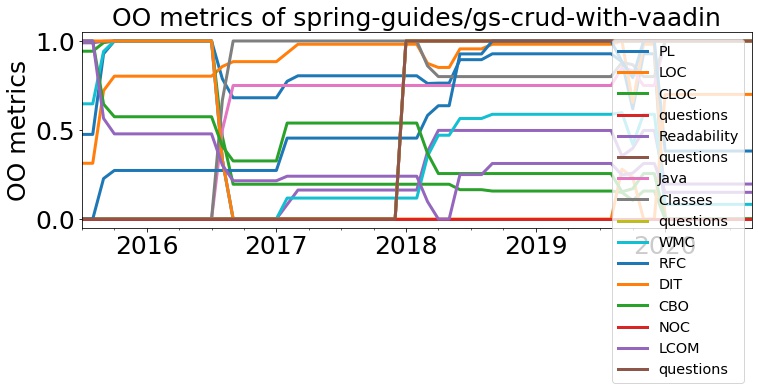 OO metrics of spring-guides/gs-crud-with-vaadin
OO metrics
1.0
0.5
0.0
2016
2017
2018
2019
2020
PL
LOC
CLOC
questions
Readability
questions
Java
Classes
questions
WMC
RFC
DIT
CBO
NOC
LCOM
questions